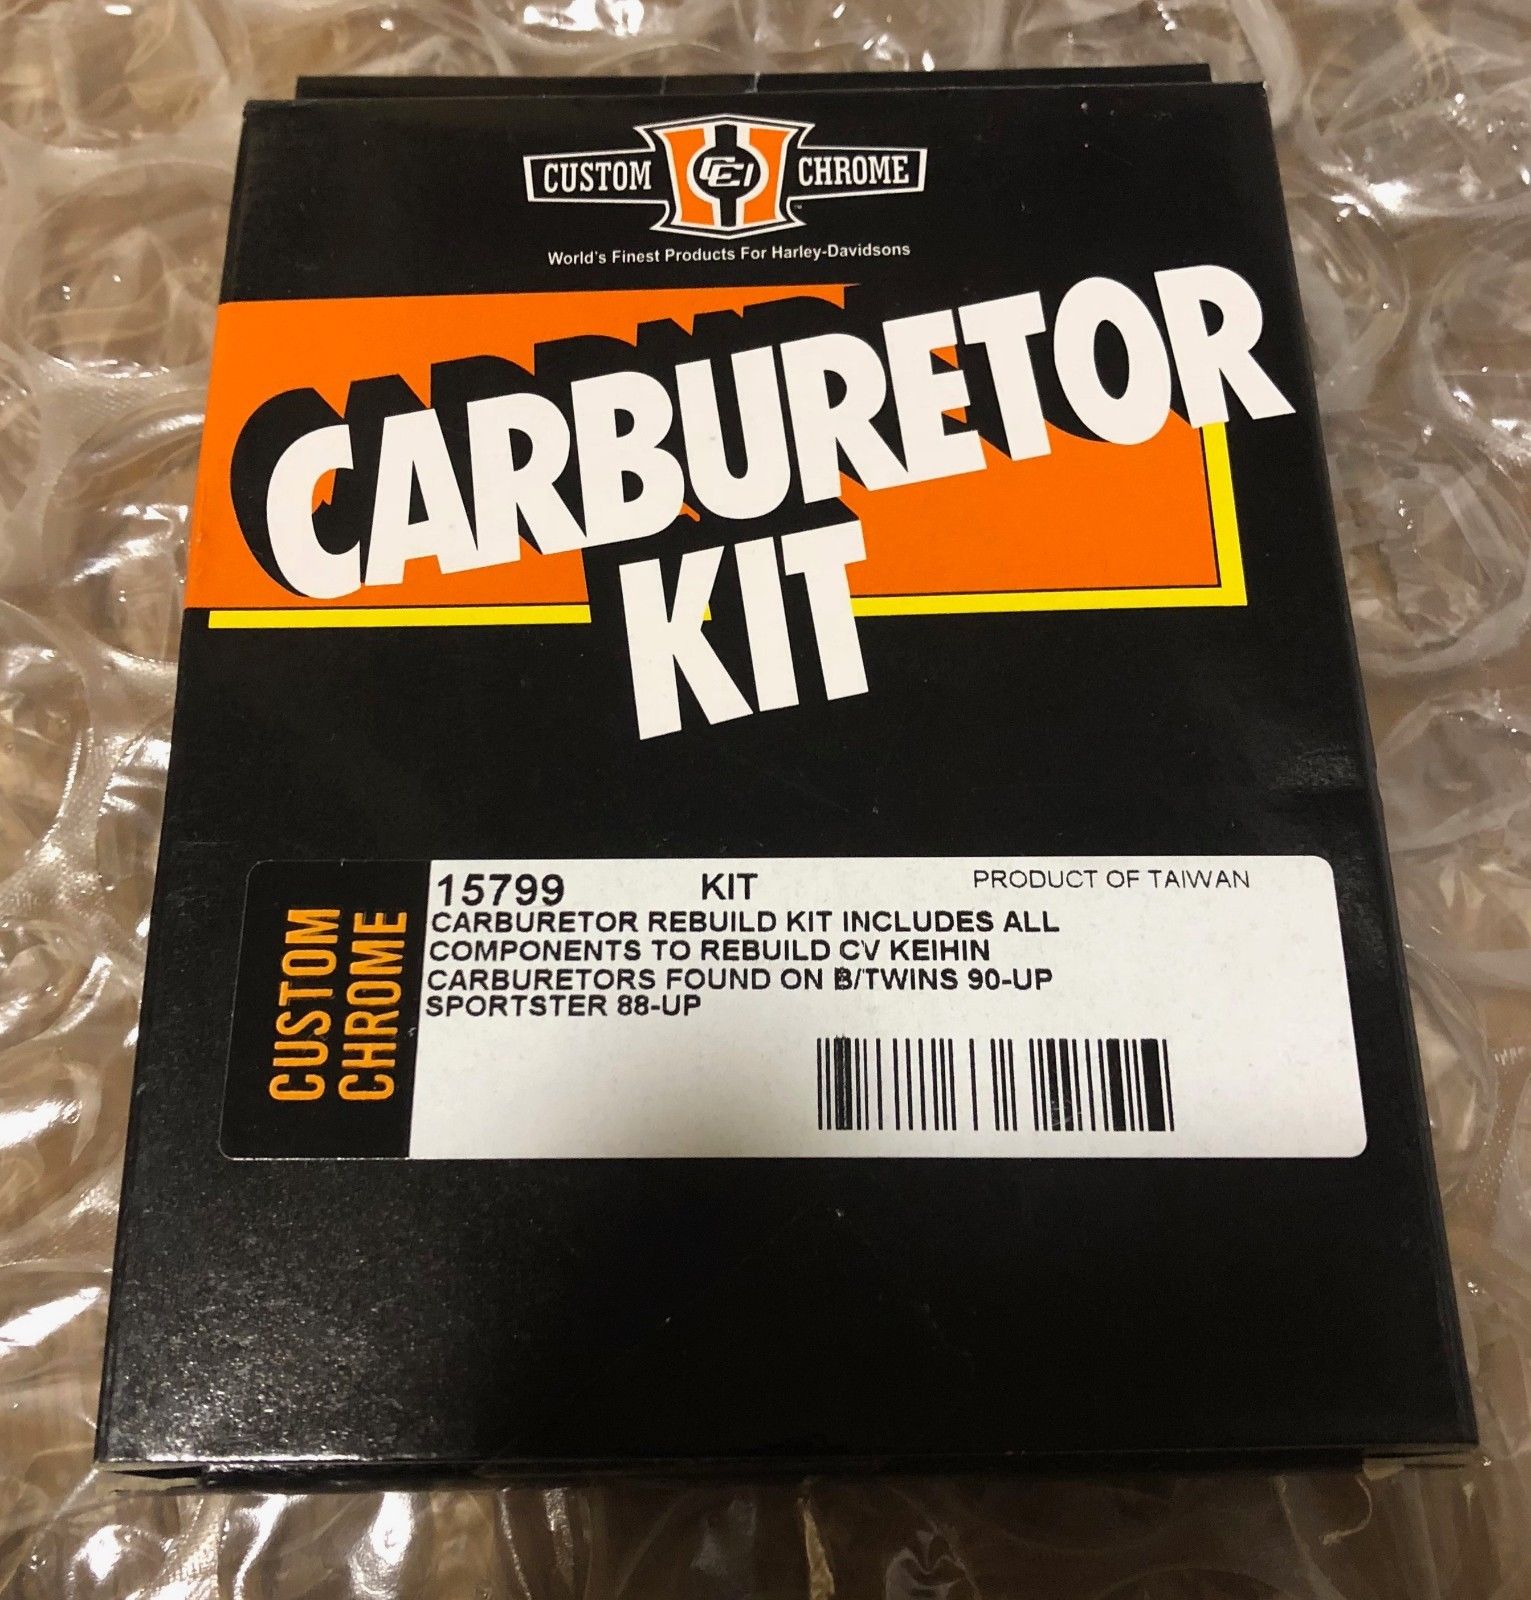 CUSTOM CCI CHROME
World's Finest Products For Harley-Davidsons
CARBURETOR
KIT
CUSTOM
CHROME
15799 KIT PRODUCT OF TAIWAN
CARBURETOR REBUILD KIT INCLUDES ALL
COMPONENTS TO REBUILD CV KEIHIN
CARBURETORS FOUND ON B/TWINS 90-UP
SPORTSTER 88-UP